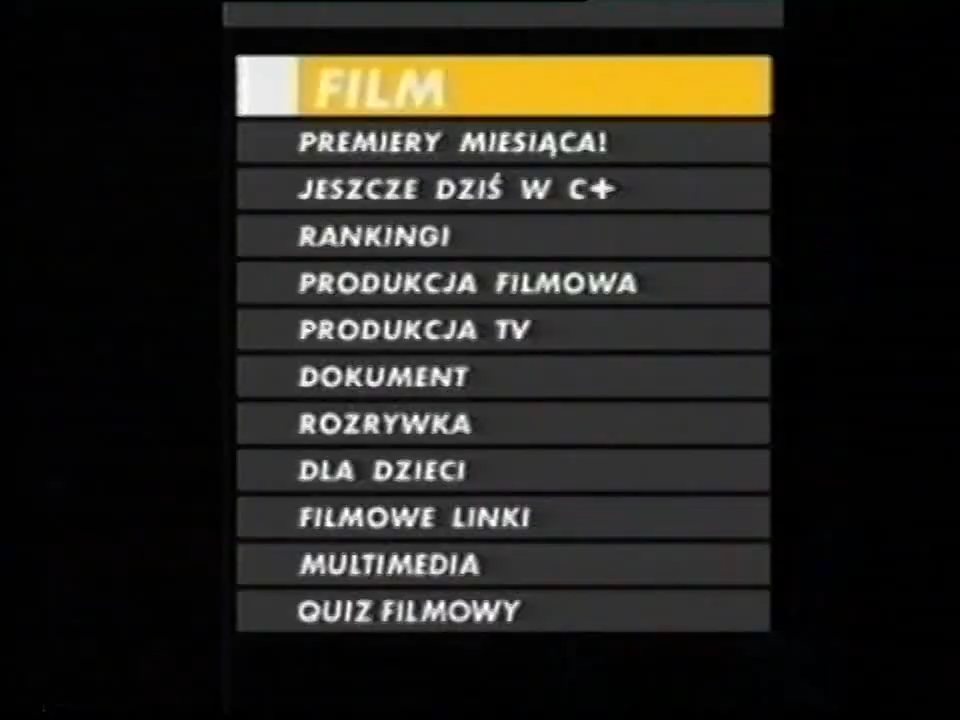 FILM
PREMIERY MIESIĄCA!
JESZCZE DZIŚ W C+
RANKINGI
PRODUKCJA FILMOWA
PRODUKCJA TV
DOKUMENT
ROZRYWKA
DLA DZIECI
FILMOWE LINKI
MULTIMEDIA
QUIZ FILMOWY